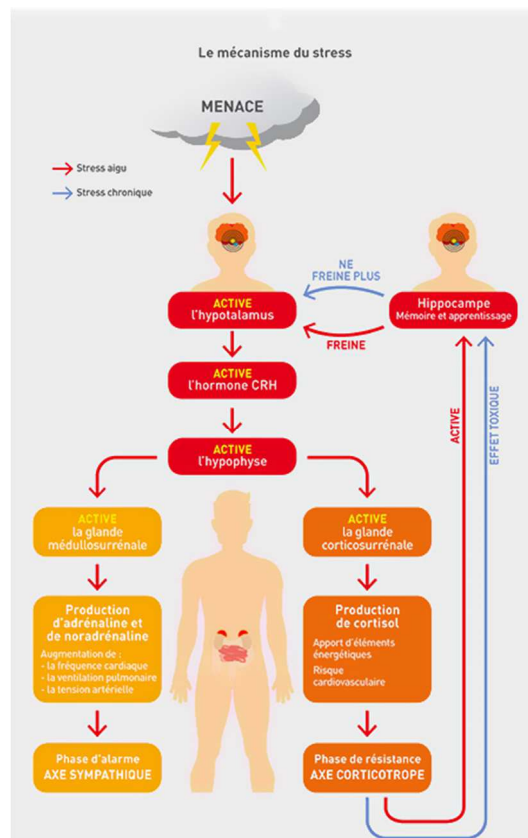 Le mécanisme du stress
MENACE
Stress aigu
Stress chronique
NE
FREINE PLUS
ACTIVE
l'hypotalamus
Hippocampe
Mémoire et apprentissage
FREINE
ACTIVE
l'hormone CRH
ACTIVE
l'hypophyse
ACTIVE
EFFET TOXIQUE
ACTIVE
la glande
médullosurrénale
ACTIVE
la glande
corticosurrénale
Production
d'adrénaline et
de noradrénaline
Augmentation de :
- la fréquence cardiaque
- la ventilation pulmonaire
- la tension artérielle
Production
de cortisol
Apport d'éléments
énergétiques
Risque
cardiovasculaire
Phase d'alarme
AXE SYMPATHIQUE
Phase de résistance
AXE CORTICOTROPE